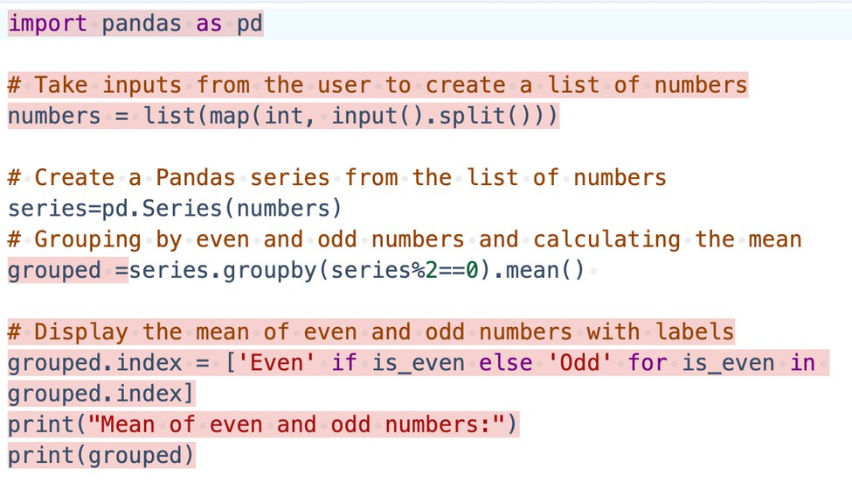 import pandas as pd
# Take inputs from the user to create a list of numbers
numbers = list(map(int, input().split()))
# Create a Pandas series from the list of numbers
series=pd.Series(numbers)
# Grouping by even and odd numbers and calculating the mean
grouped =series.groupby(series%2==0).mean()
# Display the mean of even and odd numbers with labels
grouped.index = ['Even' if is_even else 'Odd' for is_even in
grouped.index]
print("Mean of even and odd numbers:")
print(grouped)